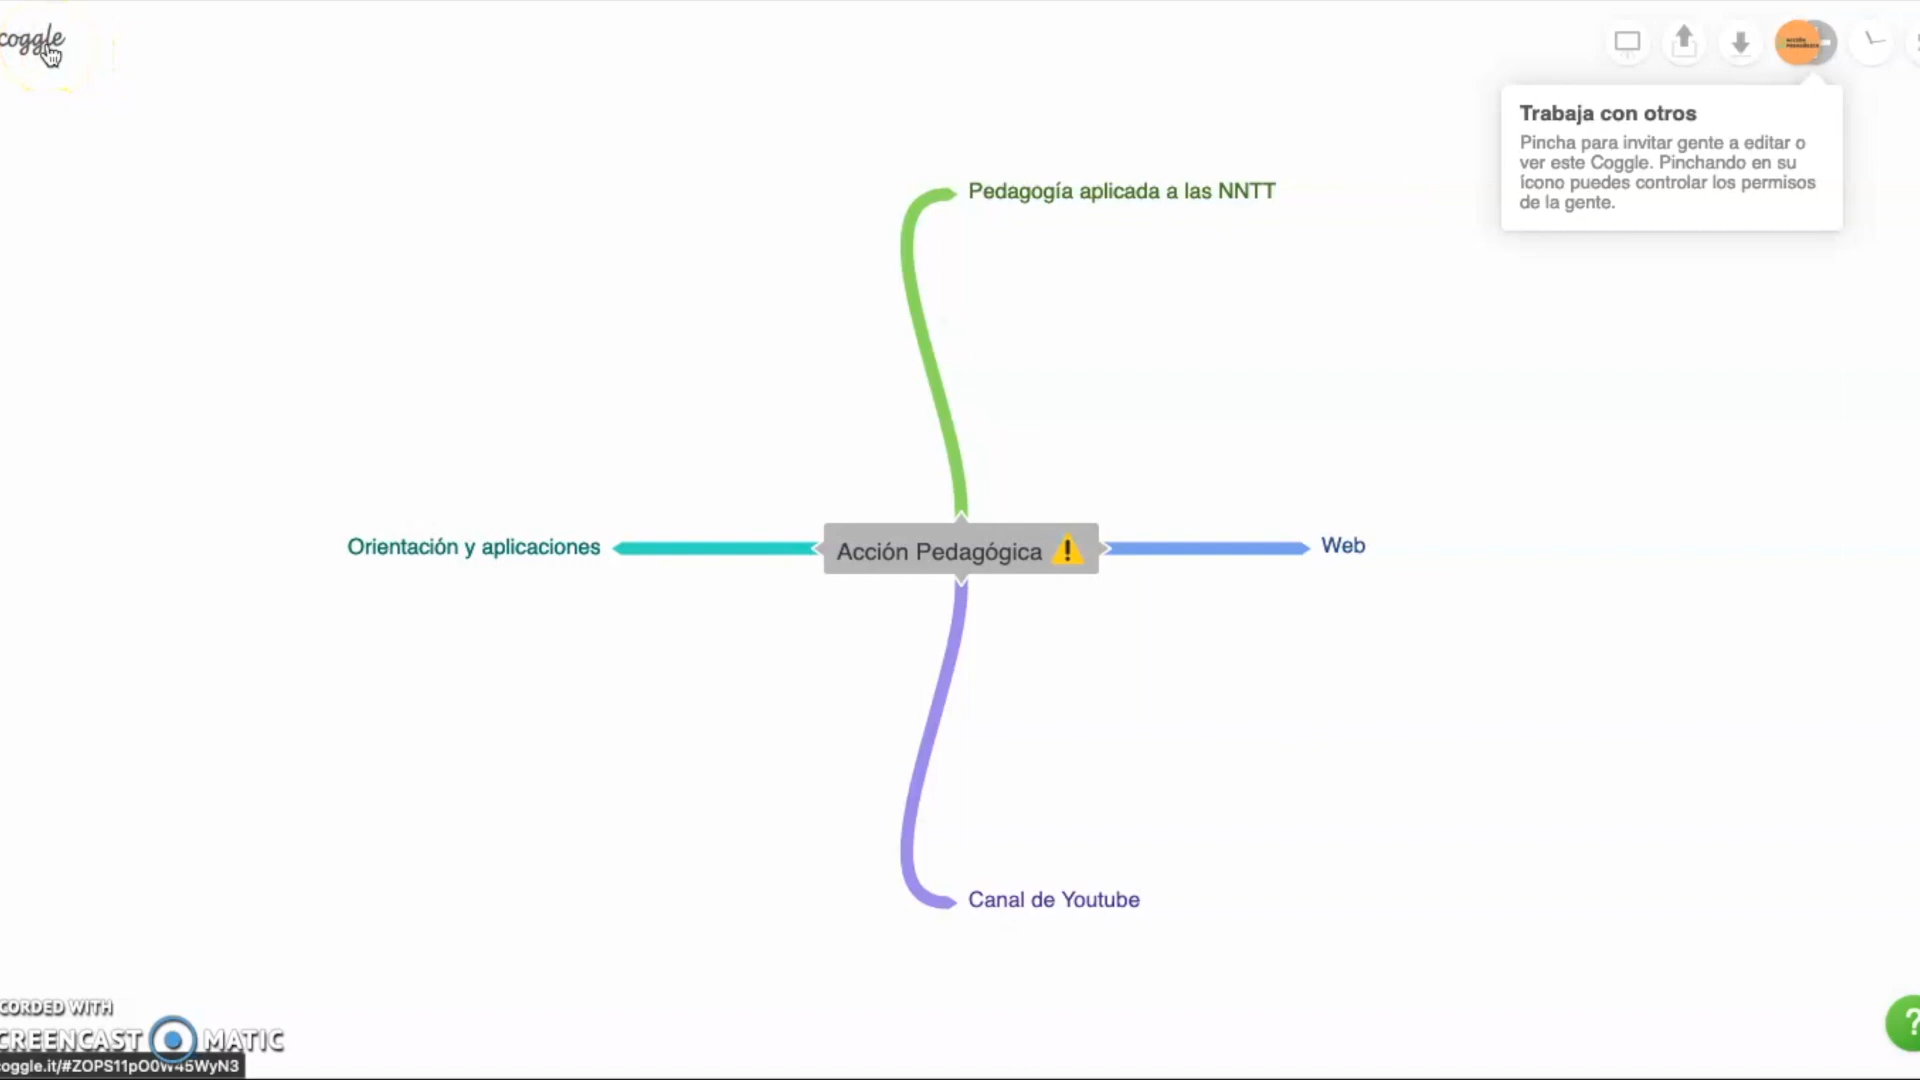 coggle
Trabaja con otros
Pincha para invitar gente a editar o
ver este Coggle. Pinchando en su
ícono puedes controlar los permisos
de la gente.
Pedagogía aplicada a las NNTT
Orientación y aplicaciones
Acción Pedagógica
Web
Canal de Youtube
CORDED WITH
CREENCAST MATIC
oggle.it/#ZOPS11pO0W45WyN3
?